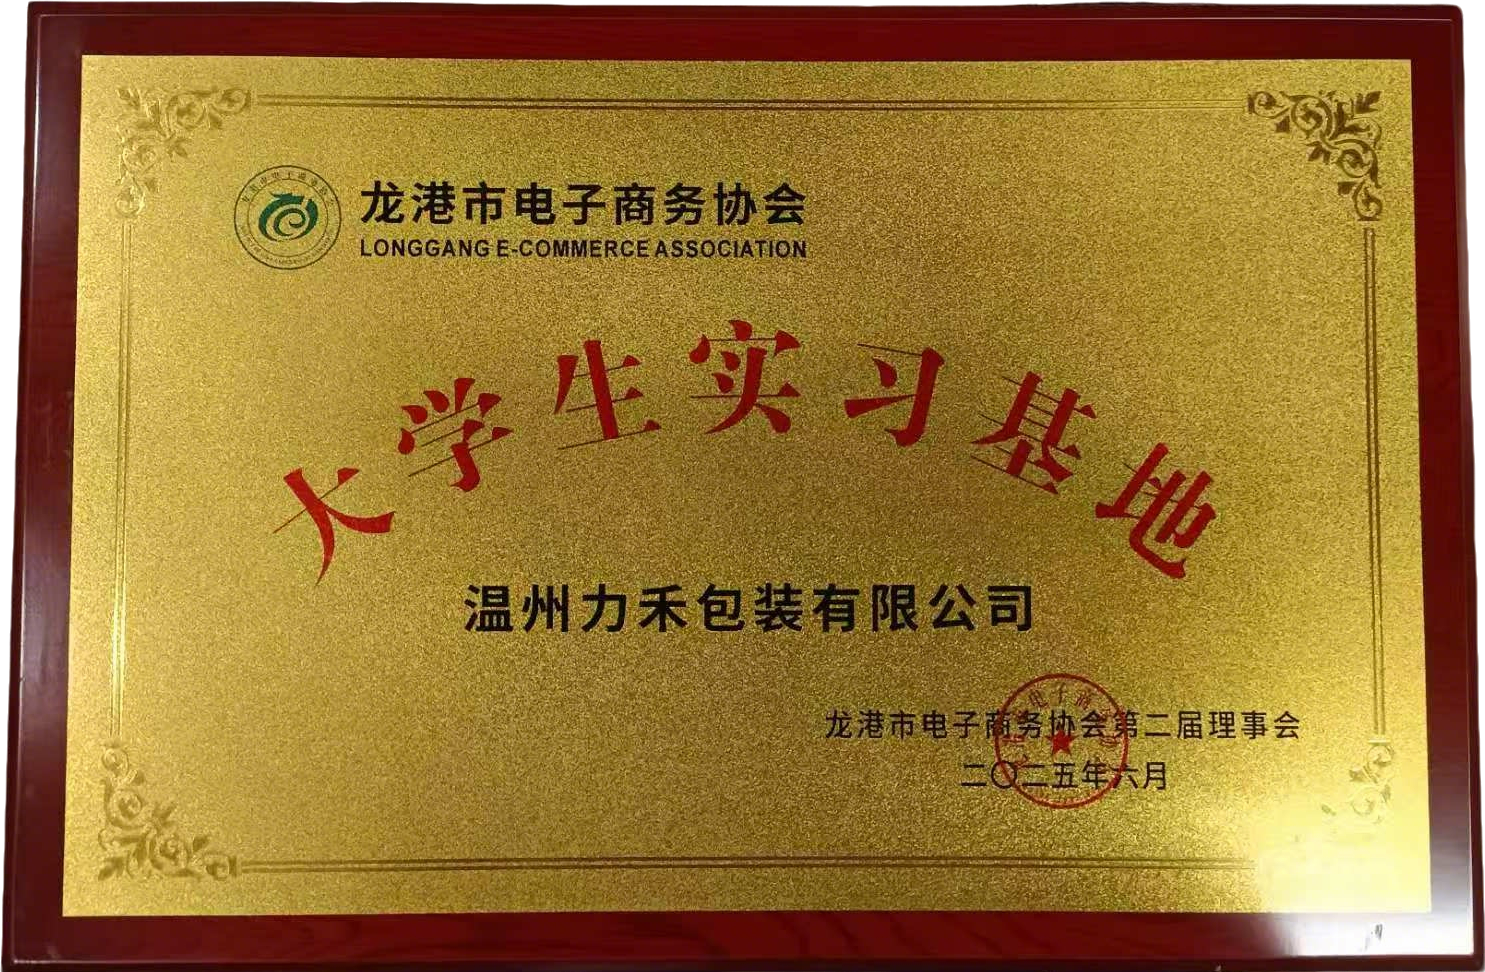 龙港市电子商务协会
LONGGANG E-COMMERCE ASSOCIATION
大学生实习基地
温州力禾包装有限公司
龙港市电子商务协会第二届理事会
二〇二五年六月